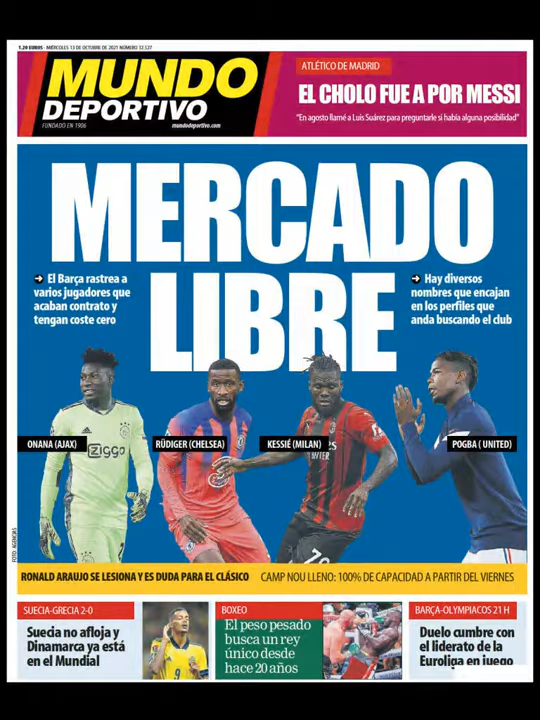 1.20 EUROS · MIÉRCOLES 13 DE OCTUBRE DE 2021 NÚMERO 32.527
MUNDO
DEPORTIVO
FUNDADO EN 1906
mundodeportivo.com
ATLÉTICO DE MADRID
EL CHOLO FUE A POR MESSI
"En agosto llamé a Luis Suárez para preguntarle si había alguna posibilidad"
MERCADO
LIBRE
El Barça rastrea a
varios jugadores que
acaban contrato y
tengan coste cero
Hay diversos
nombres que encajan
en los perfiles que
anda buscando el club
ONANA (AJAX)
RÜDIGER (CHELSEA)
KESSIÉ (MILAN)
POGBA ( UNITED)
ziggo
FOTO: AGENCIAS
RONALD ARAUJO SE LESIONA Y ES DUDA PARA EL CLÁSICO
CAMP NOU LLENO: 100% DE CAPACIDAD A PARTIR DEL VIERNES
SUECIA-GRECIA 2-0
Suecia no afloja y
Dinamarca ya está
en el Mundial
9
BOXEO
El peso pesado
busca un rey
único desde
hace 20 años
BARÇA-OLYMPIACOS 21 H
Duelo cumbre con
el liderato de la
Euroliga en juego